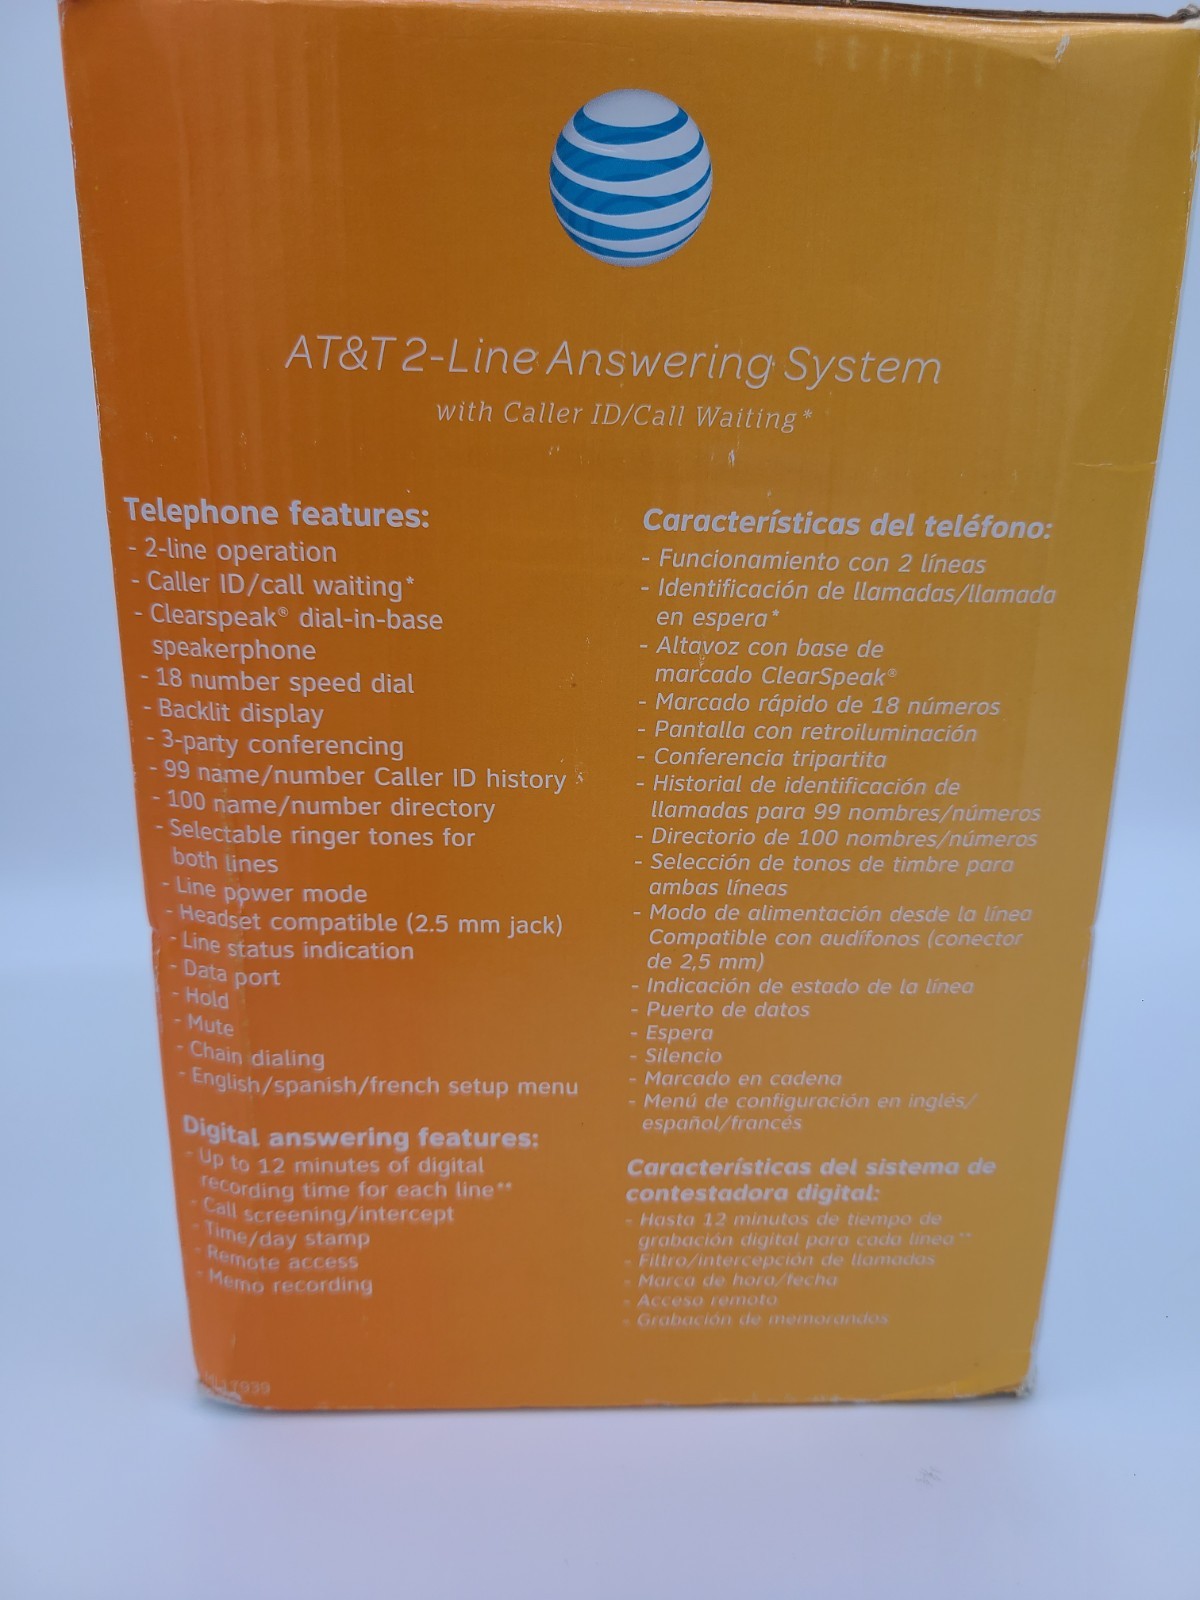 AT&T 2-Line Answering System
with Caller ID/Call Waiting*
Telephone features:
- 2-line operation
- Caller ID/call waiting*
- Clearspeak® dial-in-base
speakerphone
- 18 number speed dial
- Backlit display
- 3-party conferencing
- 99 name/number Caller ID history
- 100 name/number directory
- Selectable ringer tones for
both lines
- Line power mode
- Headset compatible (2.5 mm jack)
- Line status indication
- Data port
- Hold
- Mute
- Chain dialing
- English/spanish/french setup menu
Digital answering features:
- Up to 12 minutes of digital
recording time for each line**
- Call screening/intercept
- Time/day stamp
- Remote access
- Memo recording
Características del teléfono:
- Funcionamiento con 2 líneas
- Identificación de llamadas/llamada
en espera*
- Altavoz con base de
marcado ClearSpeak®
- Marcado rápido de 18 números
- Pantalla con retroiluminación
- Conferencia tripartita
- Historial de identificación de
llamadas para 99 nombres/números
- Directorio de 100 nombres/números
- Selección de tonos de timbre para
ambas líneas
- Modo de alimentación desde la línea
Compatible con audífonos (conector
de 2,5 mm)
- Indicación de estado de la línea
- Puerto de datos
- Espera
- Silencio
- Marcado en cadena
- Menú de configuración en inglés/
español/francés
Características del sistema de
contestadora digital:
- Hasta 12 minutos de tiempo de
grabación digital para cada línea**
- Filtro/intercepción de llamadas
- Marca de hora/fecha
- Acceso remoto
- Grabación de memorandos